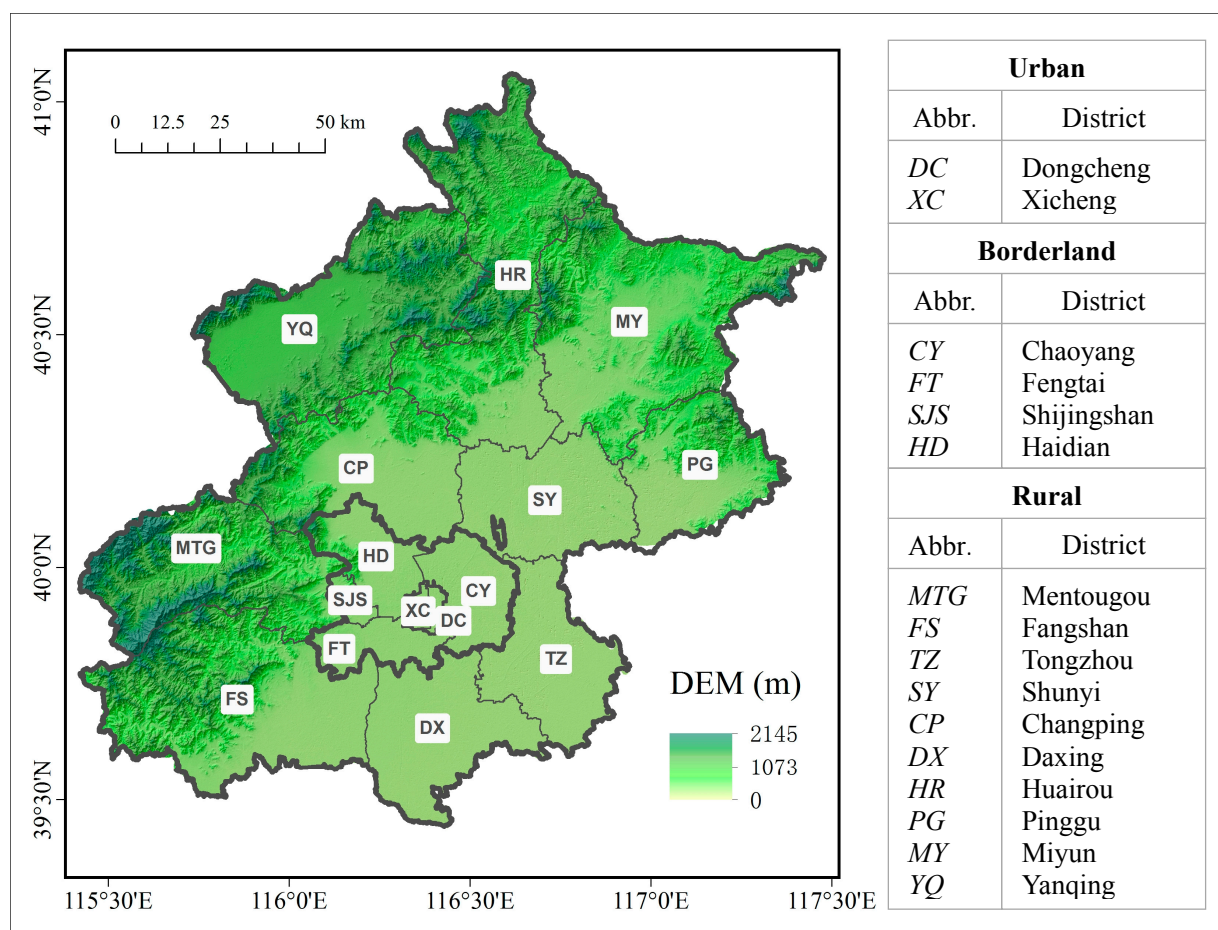 41°0'N
40°30'N
40°0'N
39°30'N
115°30'E 116°0'E 116°30'E 117°0'E 117°30'E
0 12.5 25 50 km
HR
YQ
MY
CP
PG
SY
MTG
HD
CY
SJS
XC
DC
FT
TZ
FS
DX
DEM (m)
2145
1073
0
Urban
Abbr. District
DC Dongcheng
XC Xicheng
Borderland
Abbr. District
CY Chaoyang
FT Fengtai
SJS Shijingshan
HD Haidian
Rural
Abbr. District
MTG Mentougou
FS Fangshan
TZ Tongzhou
SY Shunyi
CP Changping
DX Daxing
HR Huairou
PG Pinggu
MY Miyun
YQ Yanqing